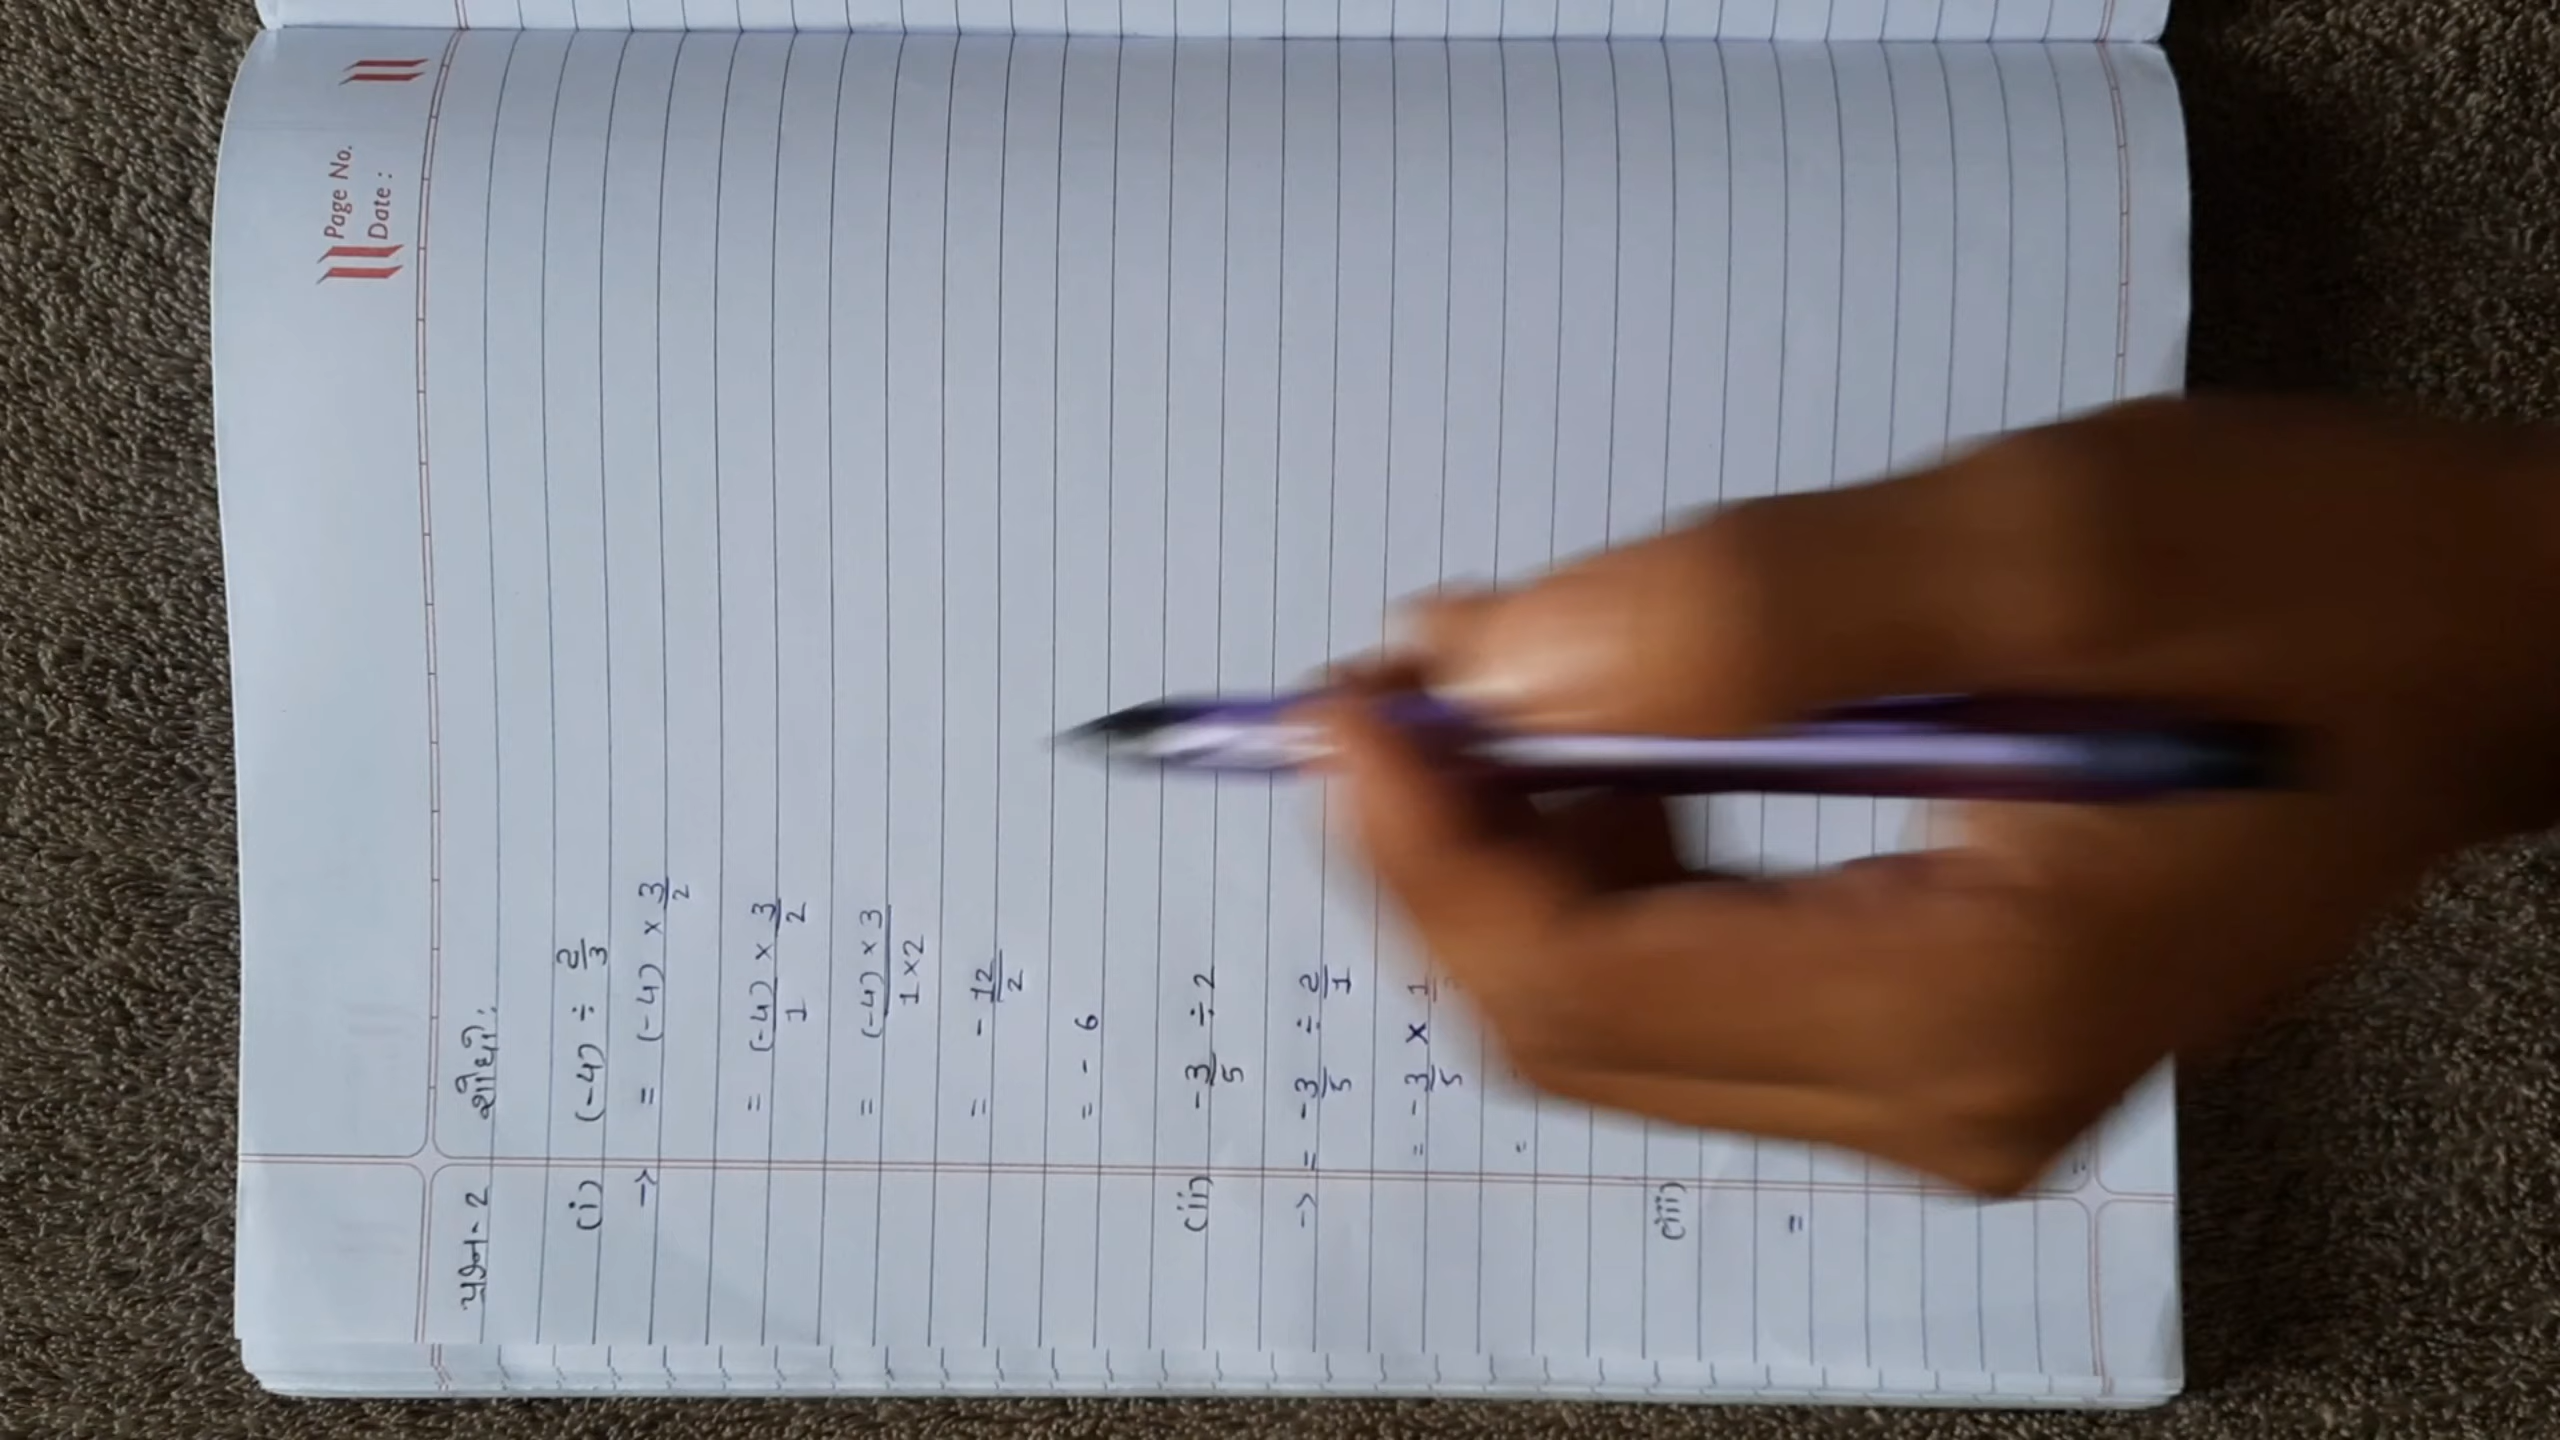 Page No.
Date :
પ્રશ્ન-2 શોધો:
(i) (-4) ÷ 2/3
-> = (-4) × 3/2
= (-4)/1 × 3/2
= (-4) × 3 / 1×2
= - 12/2
= - 6
(ii) - 3/5 ÷ 2
-> = - 3/5 ÷ 2/1
= - 3/5 × 1
=
(iii)
=
=